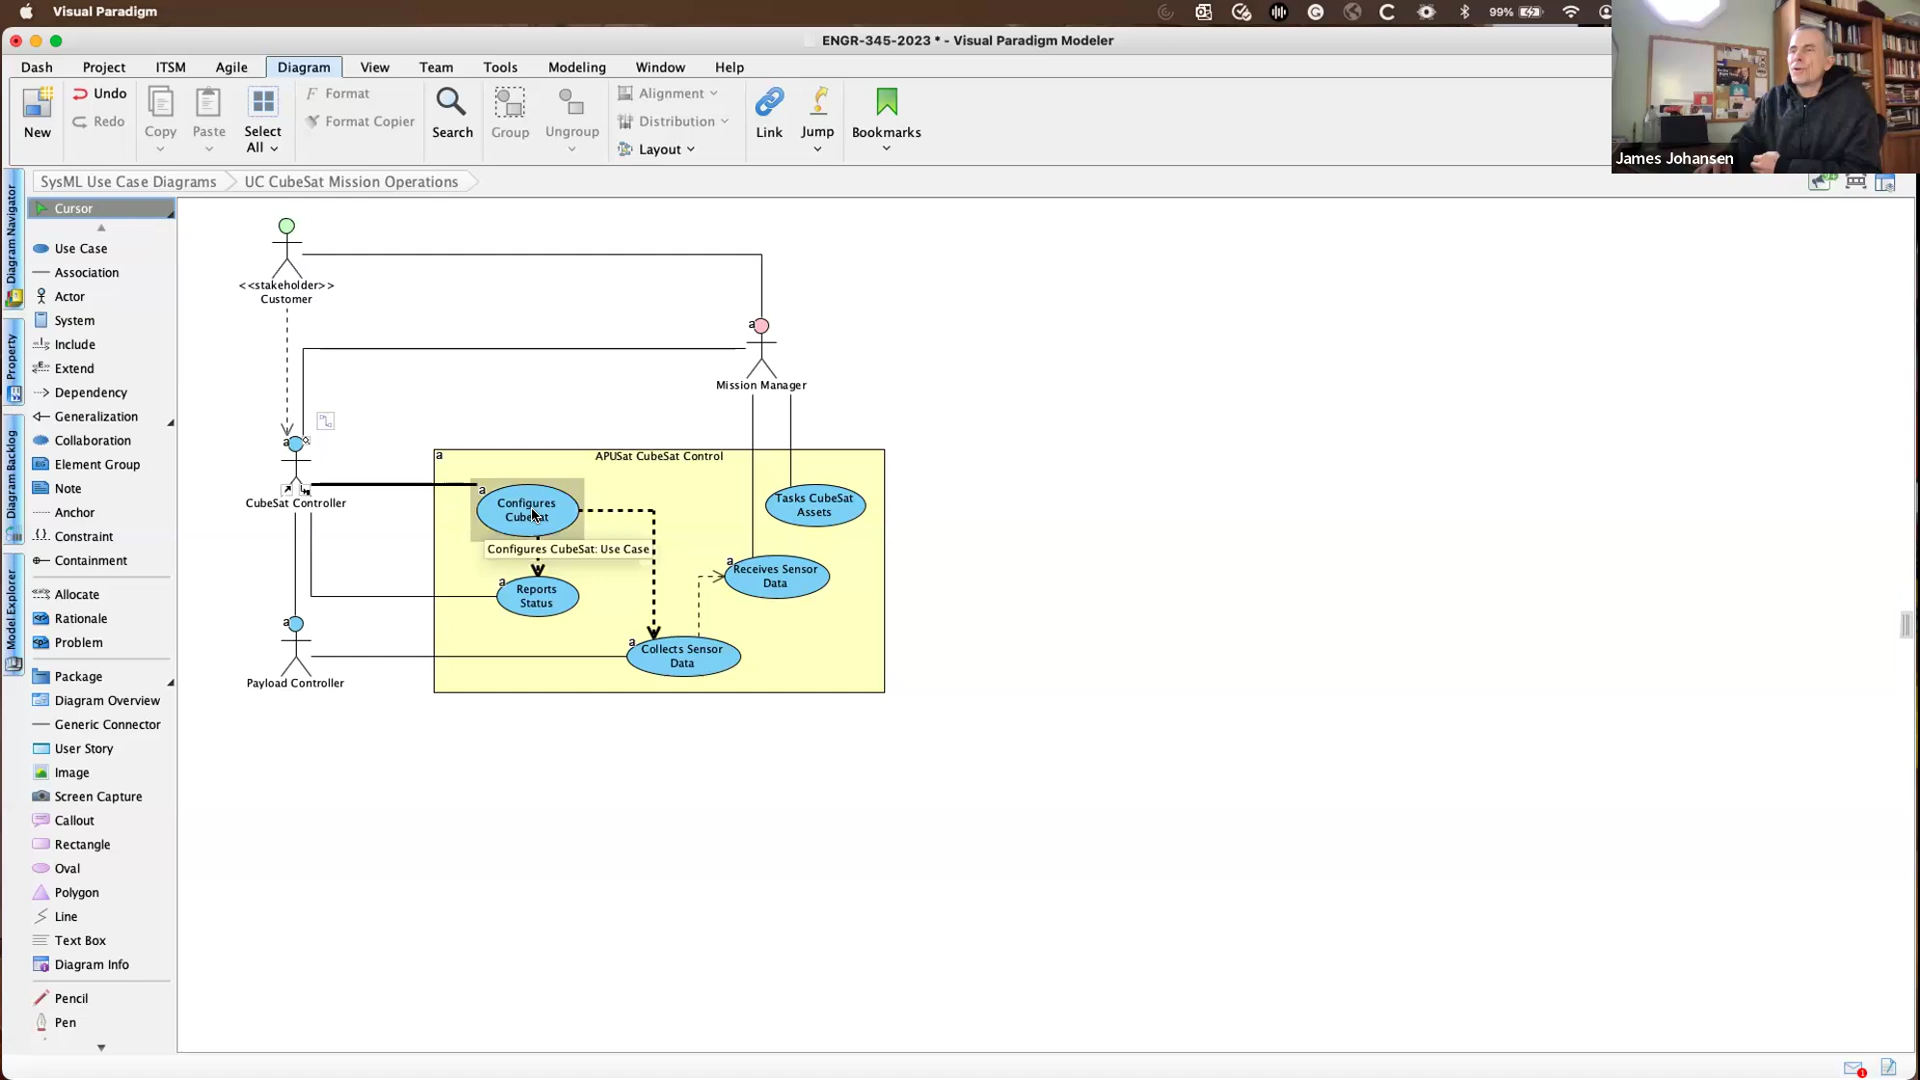 Visual Paradigm
99%
ENGR-345-2023 * - Visual Paradigm Modeler
Dash Project ITSM Agile Diagram View Team Tools Modeling Window Help
New
Undo
Redo
Copy
Paste
Select
All
Format
Format Copier
Search
Group
Ungroup
Alignment
Distribution
Layout
Link
Jump
Bookmarks
James Johansen
SysML Use Case Diagrams
UC CubeSat Mission Operations
Diagram Navigator
Property
Diagram Backlog
Model Explorer
Cursor
Use Case
Association
Actor
System
Include
Extend
Dependency
Generalization
Collaboration
Element Group
Note
Anchor
Constraint
Containment
Allocate
Rationale
Problem
Package
Diagram Overview
Generic Connector
User Story
Image
Screen Capture
Callout
Rectangle
Oval
Polygon
Line
Text Box
Diagram Info
Pencil
Pen
<<stakeholder>>
Customer
a
Mission Manager
a
CubeSat Controller
a
Payload Controller
a
APUSat CubeSat Control
a
Configures
CubeSat
Configures CubeSat: Use Case
a
Reports
Status
Tasks CubeSat
Assets
a
Receives Sensor
Data
a
Collects Sensor
Data